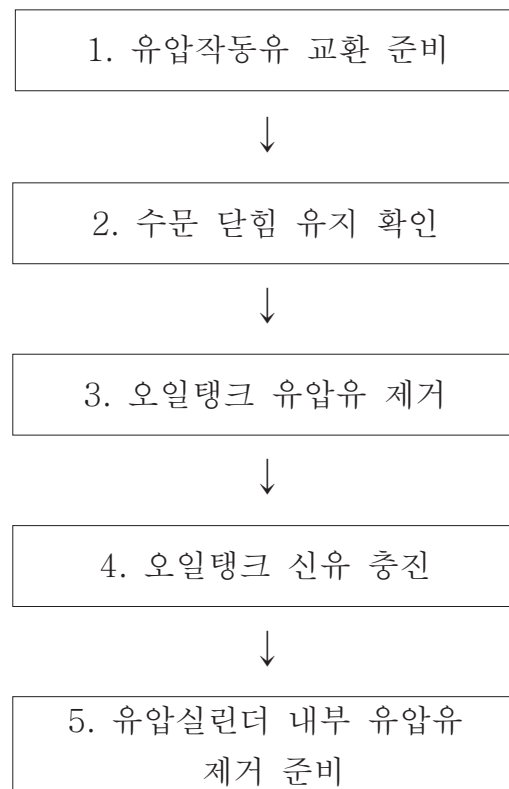 1. 유압작동유 교환 준비
↓
2. 수문 닫힘 유지 확인
↓
3. 오일탱크 유압유 제거
↓
4. 오일탱크 신유 충진
↓
5. 유압실린더 내부 유압유
제거 준비